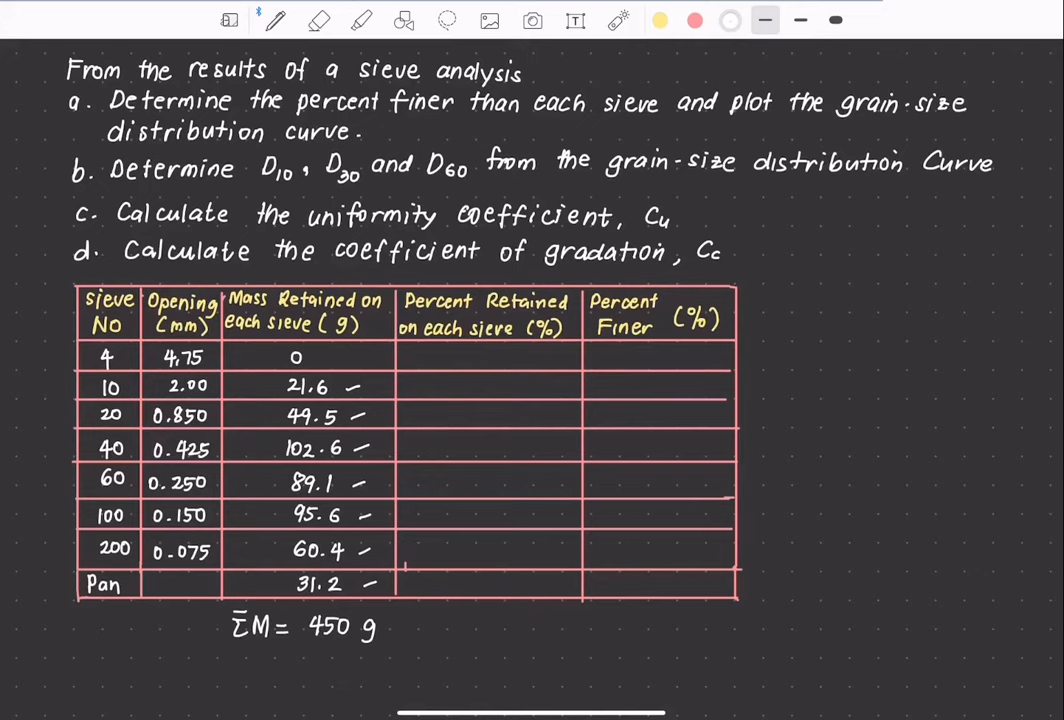 From the results of a sieve analysis
a. Determine the percent finer than each sieve and plot the grain-size
distribution curve.
b. Determine D10, D30 and D60 from the grain-size distribution Curve
c. Calculate the uniformity coefficient, Cu
d. Calculate the coefficient of gradation, Cc
Sieve No Opening (mm) Mass Retained on each sieve (g) Percent Retained on each sieve (%) Percent Finer (%)
4 4.75 0
10 2.00 21.6
20 0.850 49.5
40 0.425 102.6
60 0.250 89.1
100 0.150 95.6
200 0.075 60.4
Pan 31.2
ΣM = 450 g